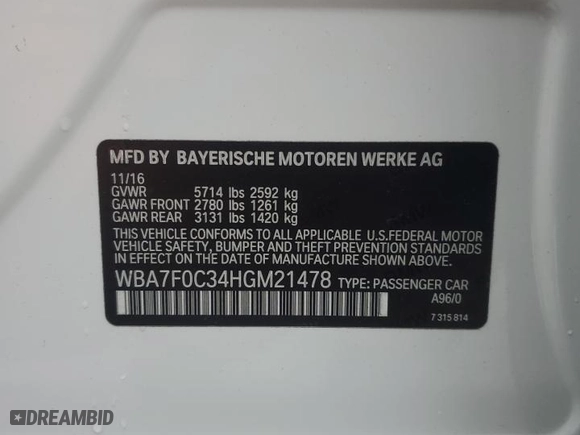 MFD BY BAYERISCHE MOTOREN WERKE AG
11/16
GVWR 5714 lbs 2592 kg
GAWR FRONT 2780 lbs 1261 kg
GAWR REAR 3131 lbs 1420 kg
THIS VEHICLE CONFORMS TO ALL APPLICABLE U.S.FEDERAL MOTOR
VEHICLE SAFETY, BUMPER AND THEFT PREVENTION STANDARDS
IN EFFECT ON THE DATE OF MANUFACTURE SHOWN ABOVE.
WBA7F0C34HGM21478 TYPE: PASSENGER CAR
A96/0
7 315 814
DREAMBID